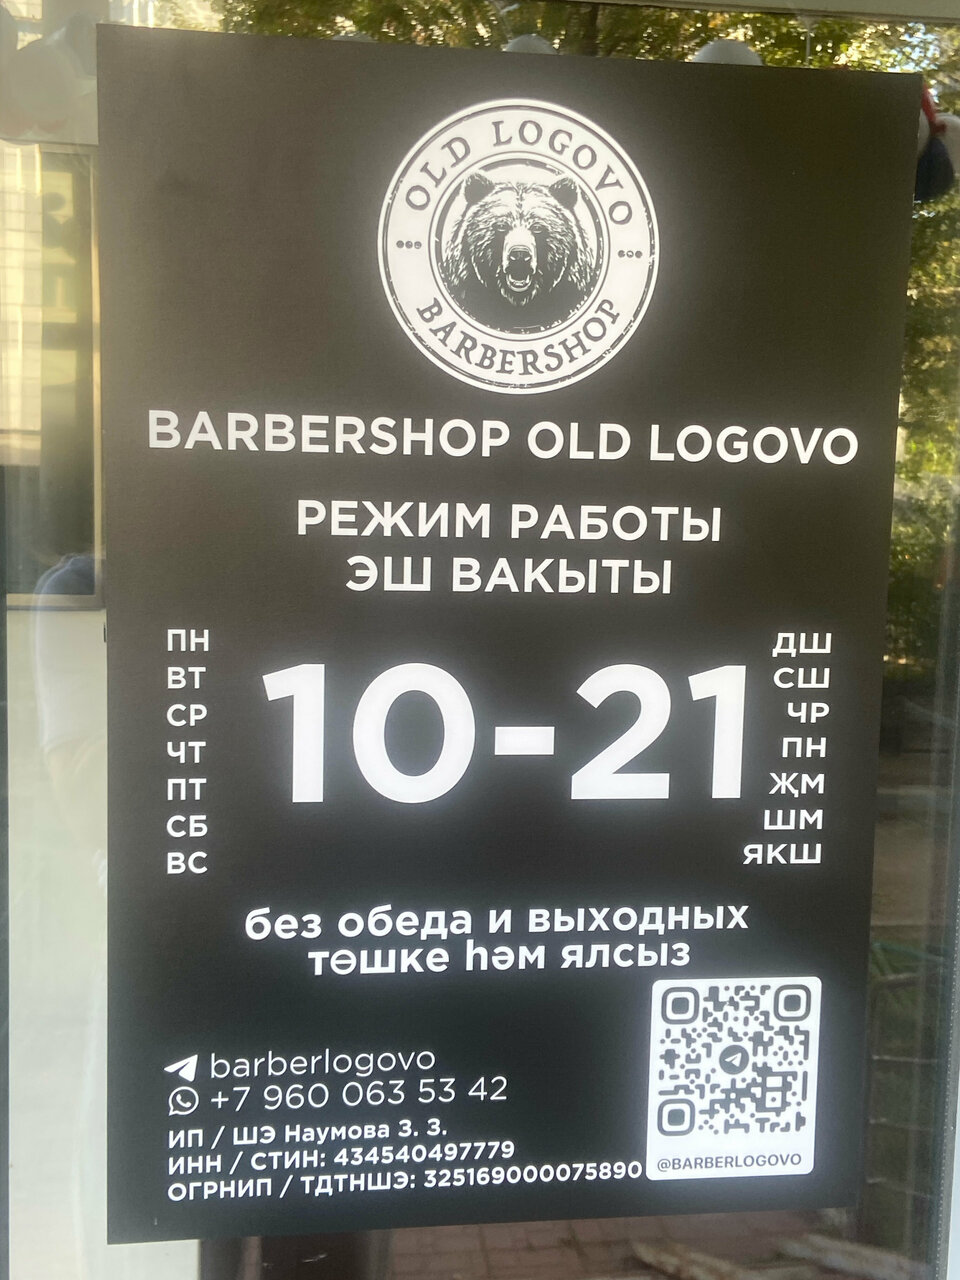 OLD LOGOVO
BARBERSHOP
BARBERSHOP OLD LOGOVO
РЕЖИМ РАБОТЫ
ЭШ ВАКЫТЫ
ПН
ВТ
СР
ЧТ
ПТ
СБ
ВС
10-21
ДШ
СШ
ЧР
ПН
ҖМ
ШМ
ЯКШ
без обеда и выходных
төшке һәм ялсыз
barberlogovo
+7 960 063 53 42
ИП / ШЭ Наумова З. З.
ИНН / СТИН: 434540497779
ОГРНИП / ТДТНШЭ: 325169000075890
@BARBERLOGOVO